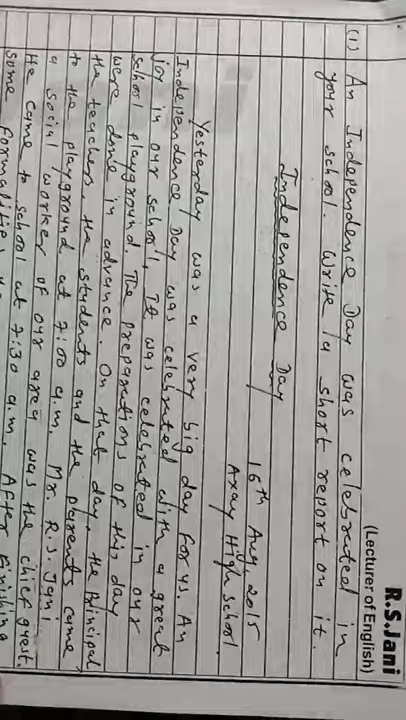 R.S.Jani
(Lecturer of English)
(1) An Independence Day was celebrated in
your school. Write a short report on it.
Independence Day
16th Aug, 2015
Axay High School
Yesterday was a very big day for us. An
Independence Day was celebrated with a great
joy in our school. It was celebrated in our
school playground. The preparations of this day
were done in advance. On that day, the Principal,
the teachers, the students and the parents came
to the playground at 7:00 a.m. Mr. R.S. Jani
a social worker of our area was the chief guest.
He came to school at 7:30 a.m. After finishing
some formalities